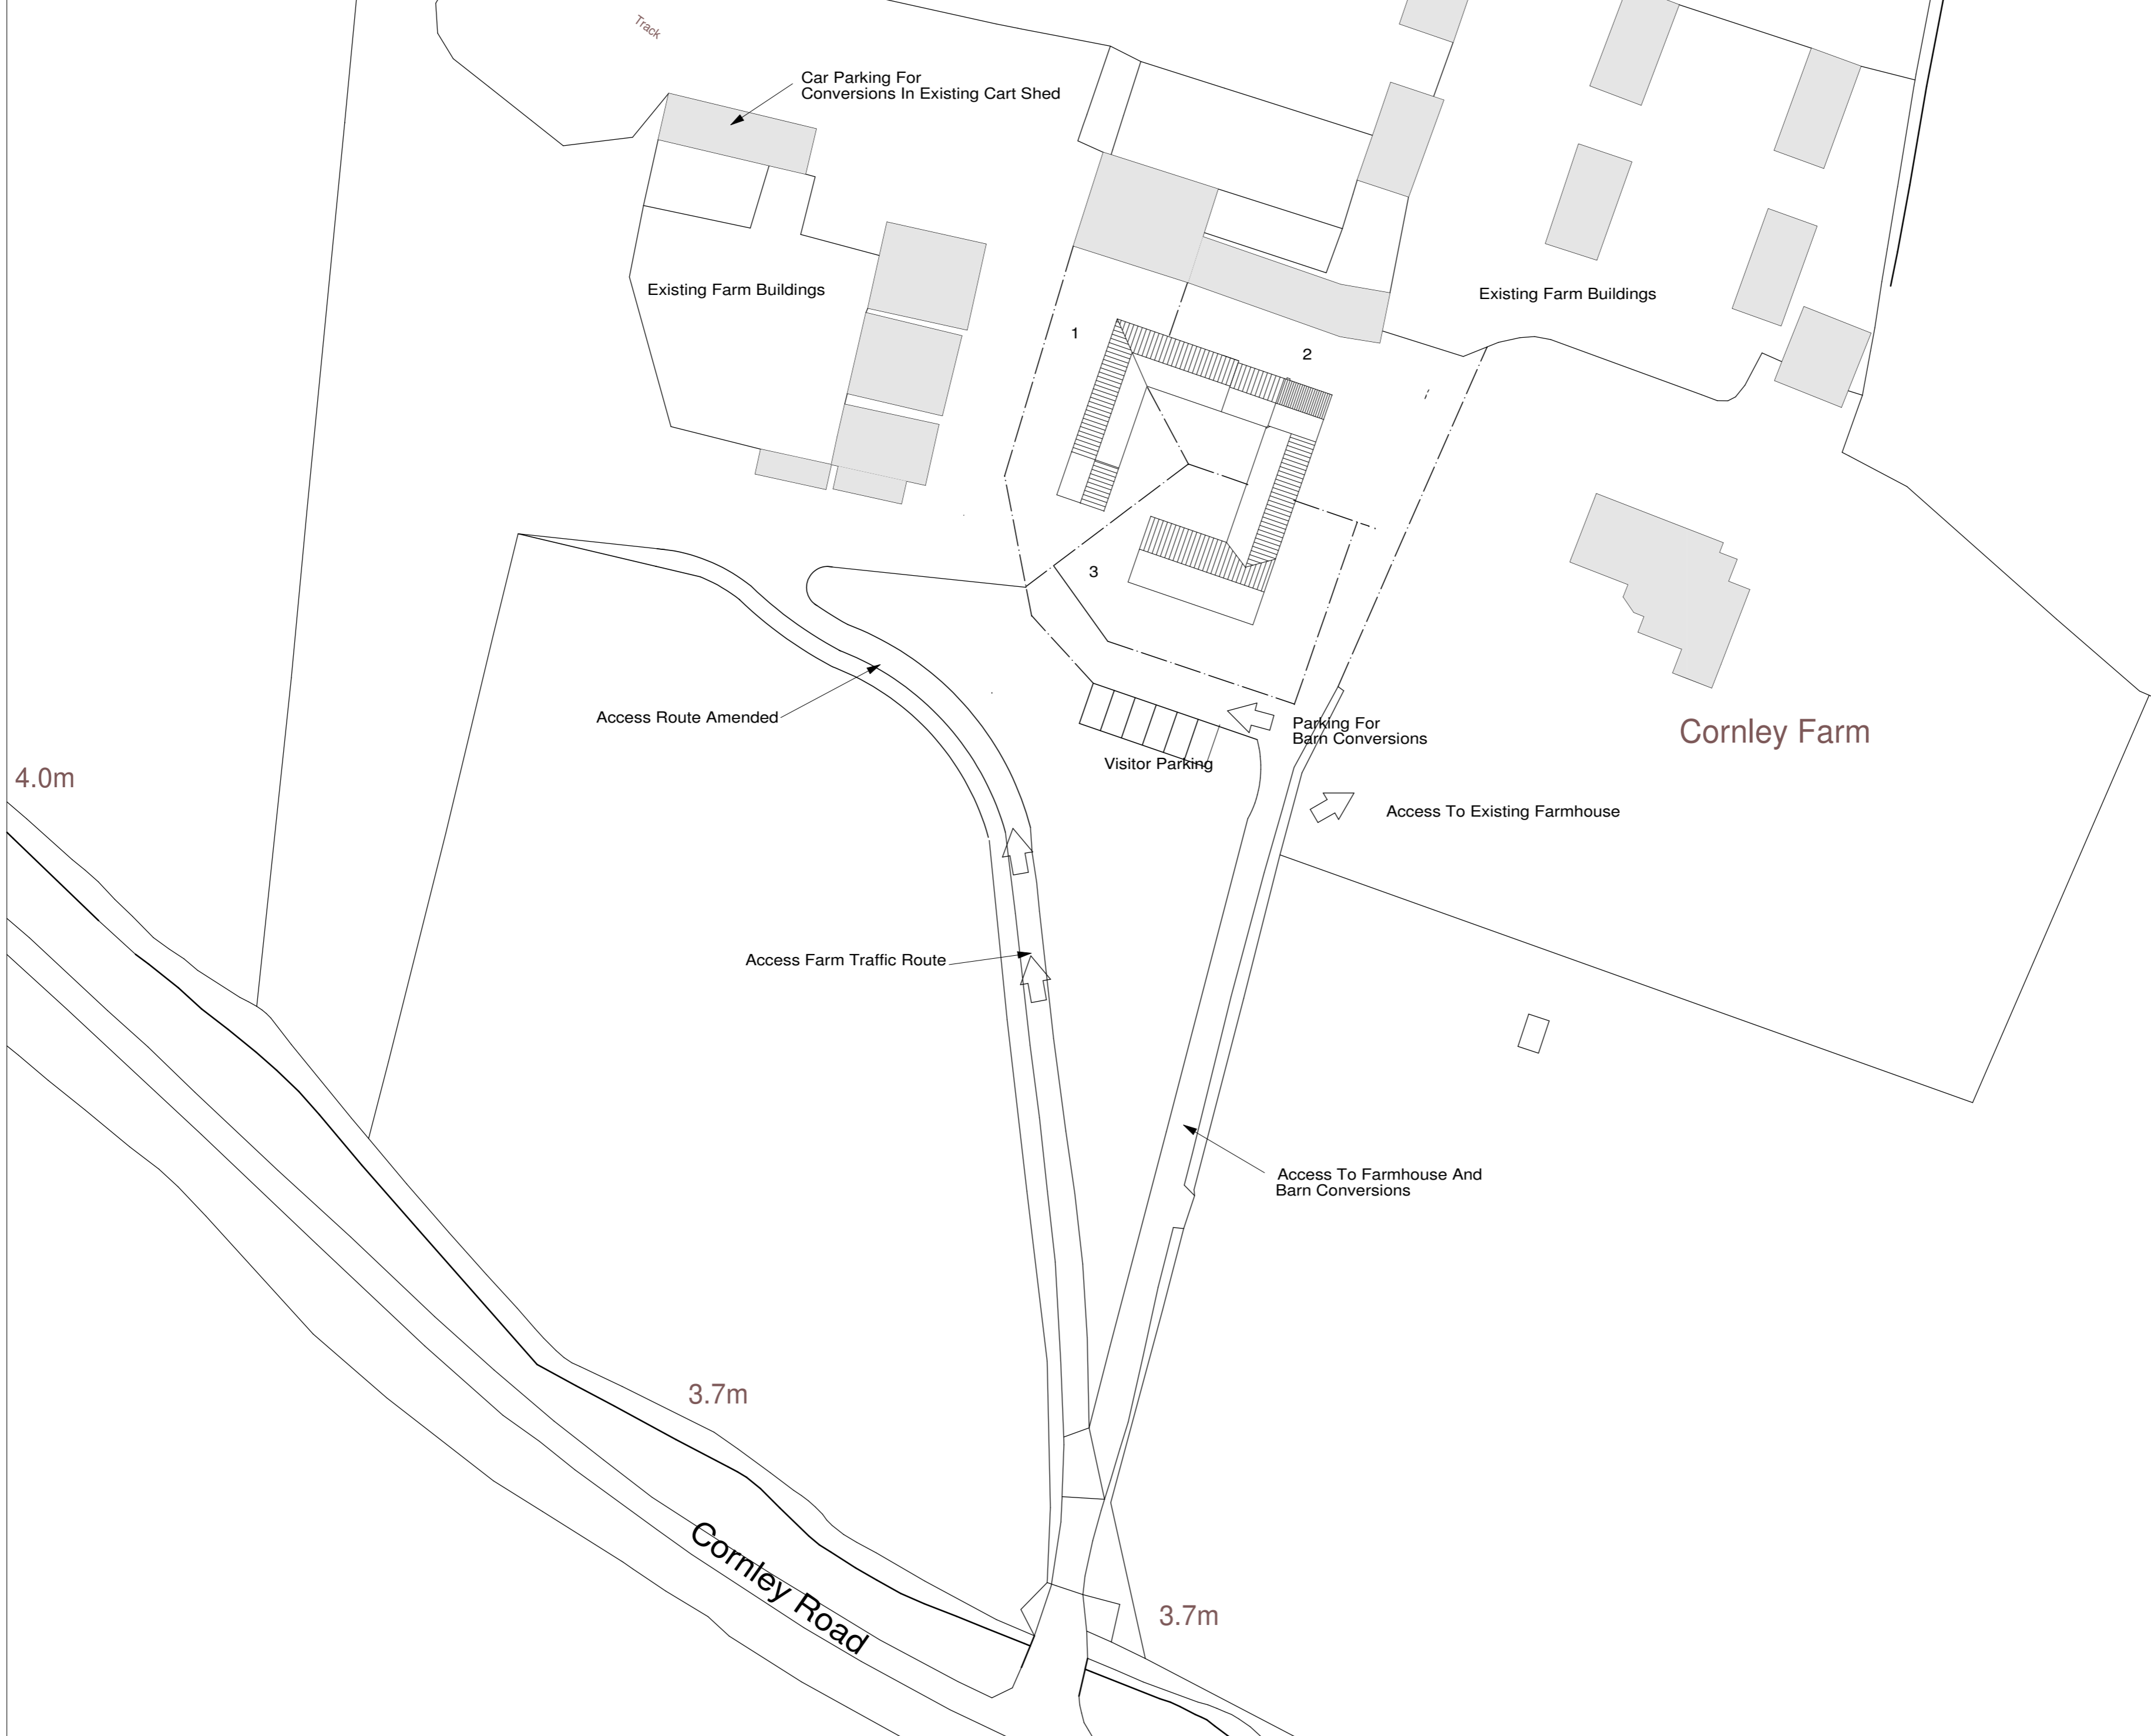 Track
Car Parking For
Conversions In Existing Cart Shed
Existing Farm Buildings
Existing Farm Buildings
1
2
3
Access Route Amended
Parking For
Barn Conversions
Visitor Parking
Cornley Farm
4.0m
Access To Existing Farmhouse
Access Farm Traffic Route
Access To Farmhouse And
Barn Conversions
3.7m
Cornley Road
3.7m